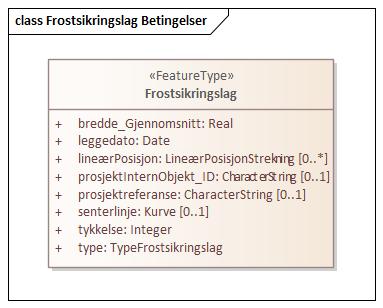 class Frostsikringslag Betingelser
«FeatureType»
Frostsikringslag
+ bredde_Gjennomsnitt: Real
+ leggedato: Date
+ lineærPosisjon: LineærPosisjonStrekning [0..*]
+ prosjektInternObjekt_ID: CharacterString [0..1]
+ prosjektreferanse: CharacterString [0..1]
+ senterlinje: Kurve [0..1]
+ tykkelse: Integer
+ type: TypeFrostsikringslag